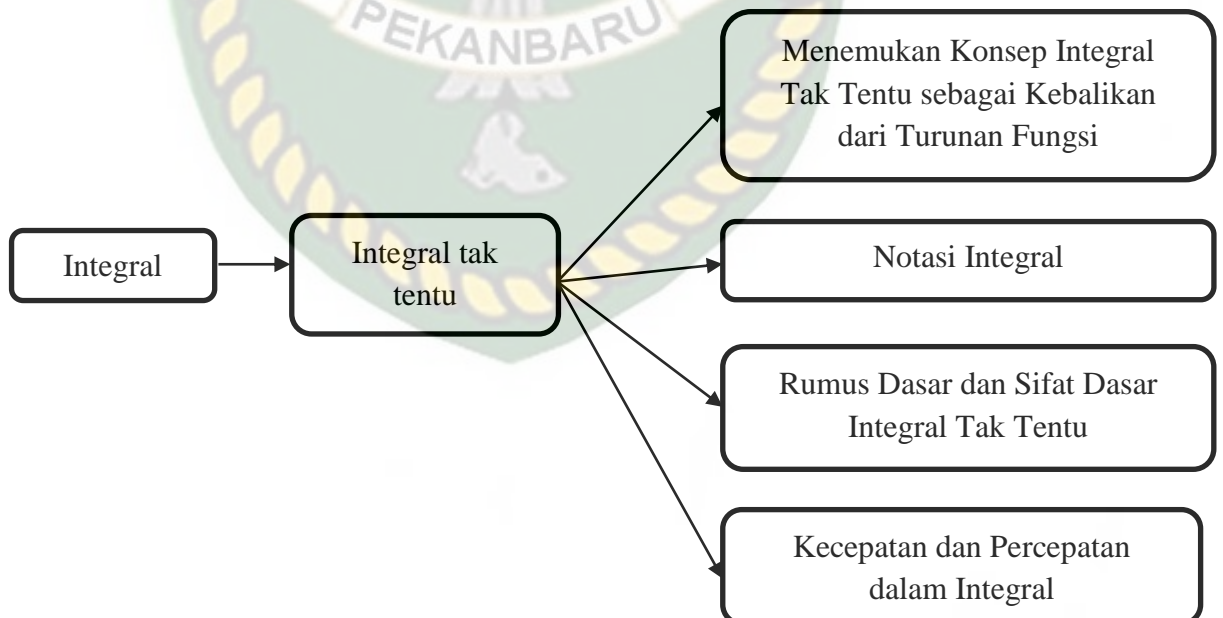 PEKANBARU
Menemukan Konsep Integral
Tak Tentu sebagai Kebalikan
dari Turunan Fungsi
Integral
Integral tak
tentu
Notasi Integral
Rumus Dasar dan Sifat Dasar
Integral Tak Tentu
Kecepatan dan Percepatan
dalam Integral